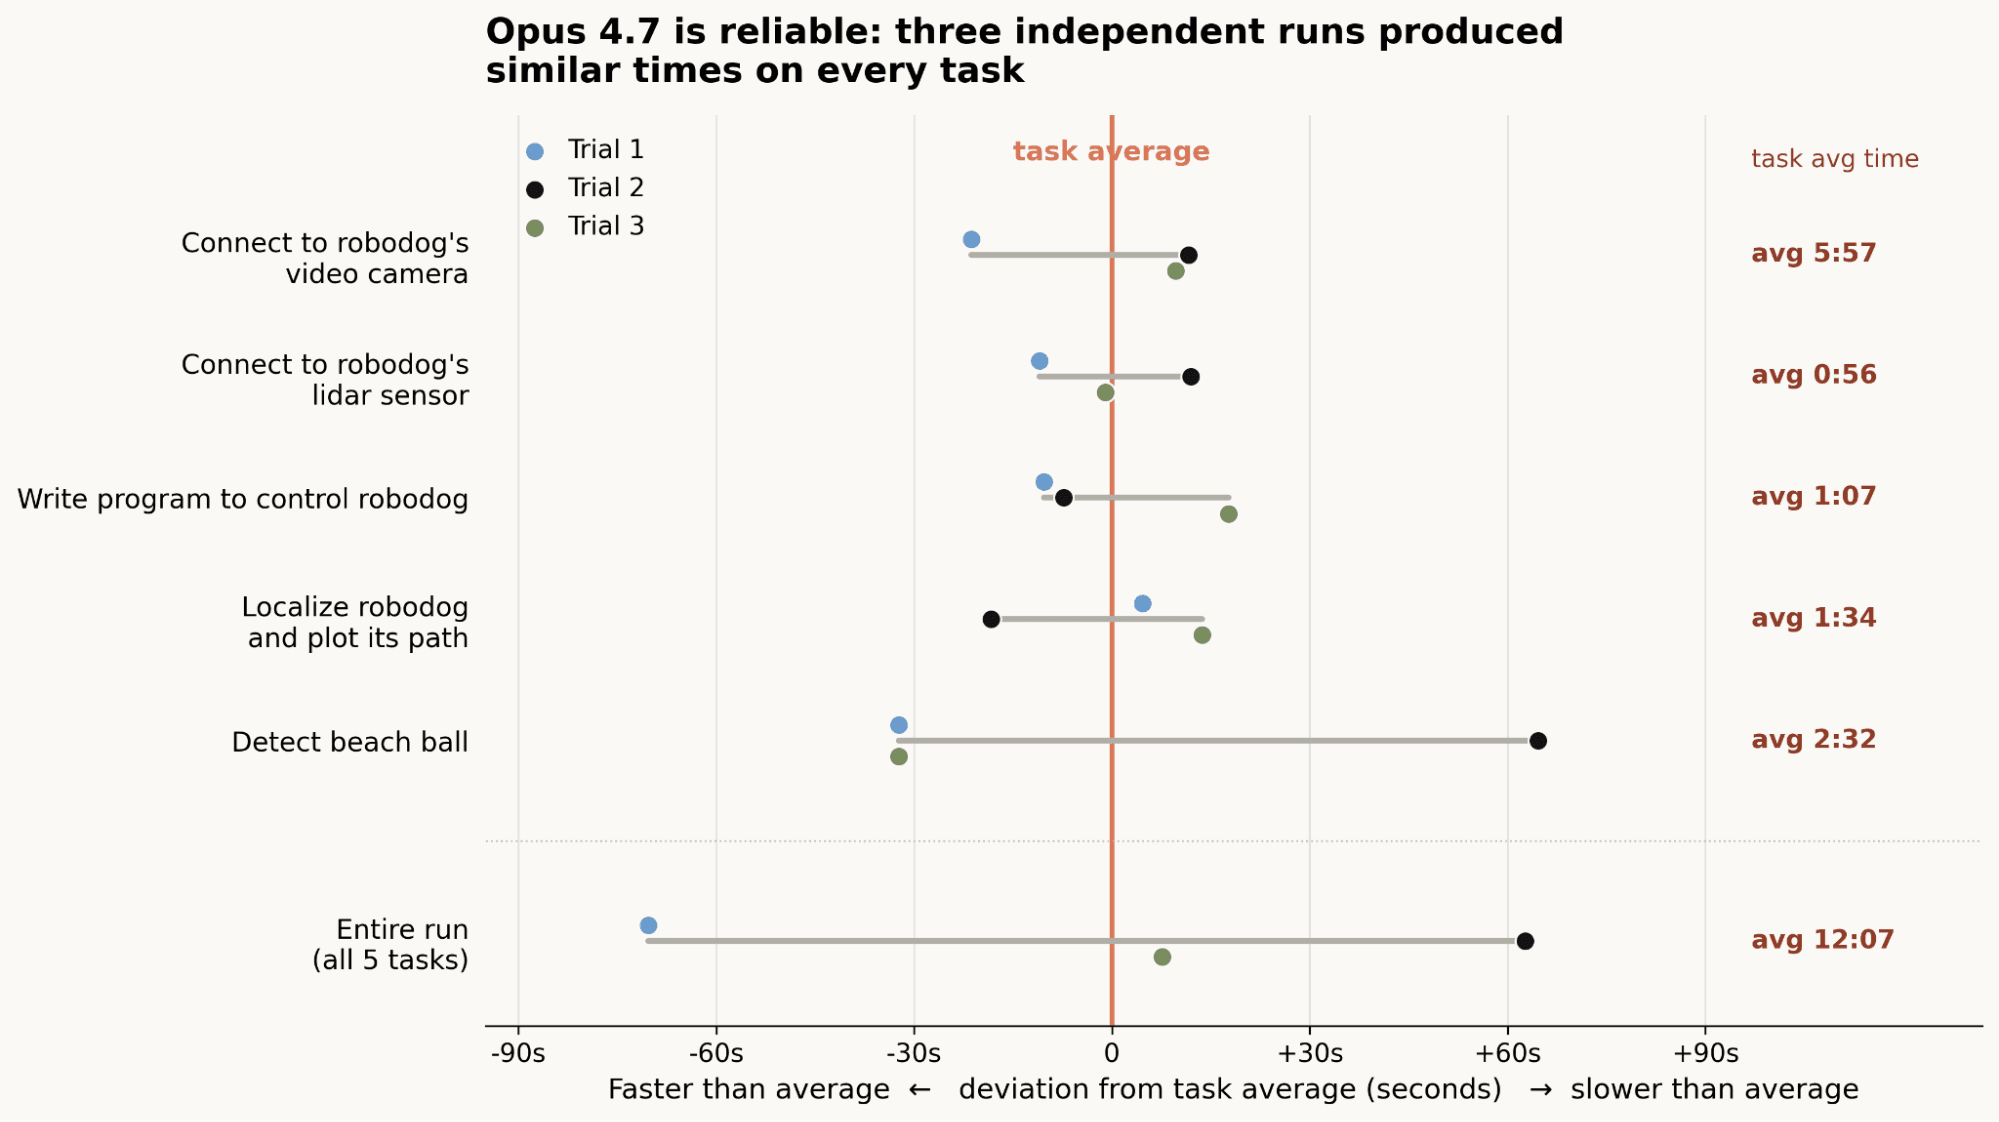 Opus 4.7 is reliable: three independent runs produced
similar times on every task
Trial 1
Trial 2
Trial 3
task average
task avg time
Connect to robodog's
video camera
avg 5:57
Connect to robodog's
lidar sensor
avg 0:56
Write program to control robodog
avg 1:07
Localize robodog
and plot its path
avg 1:34
Detect beach ball
avg 2:32
Entire run
(all 5 tasks)
avg 12:07
-90s -60s -30s 0 +30s +60s +90s
Faster than average ← deviation from task average (seconds) → slower than average